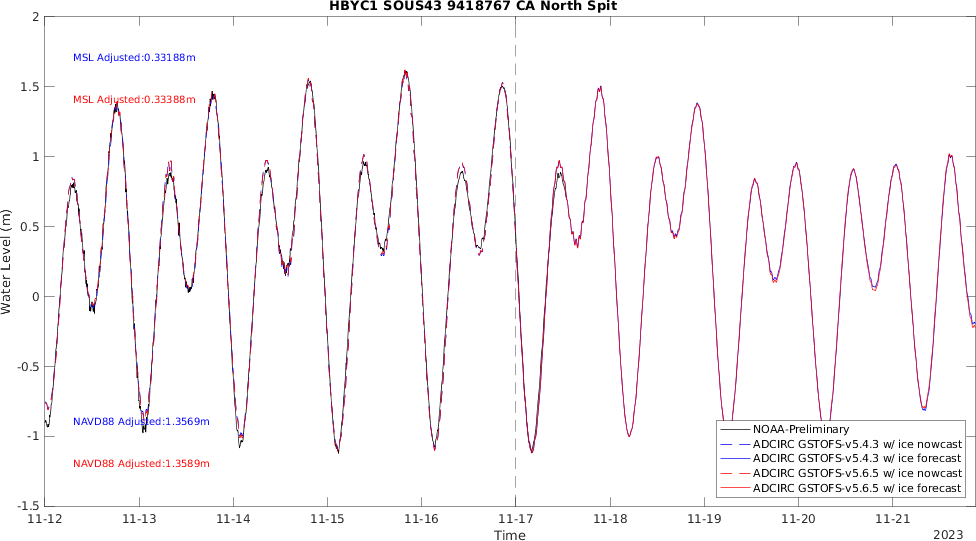 HBYC1 SOUS43 9418767 CA North Spit
2
MSL Adjusted:0.33188m
1.5
MSL Adjusted:0.33388m
1
0.5
Water Level (m)
0
-0.5
NAVD88 Adjusted:1.3569m
NOAA-Preliminary
-1
ADCIRC GSTOFS-v5.4.3 w/ ice nowcast
ADCIRC GSTOFS-v5.4.3 w/ ice forecast
NAVD88 Adjusted:1.3589m
ADCIRC GSTOFS-v5.6.5 w/ ice nowcast
ADCIRC GSTOFS-v5.6.5 w/ ice forecast
-1.5
11-12 11-13 11-14 11-15 11-16 11-17 11-18 11-19 11-20 11-21
Time
2023